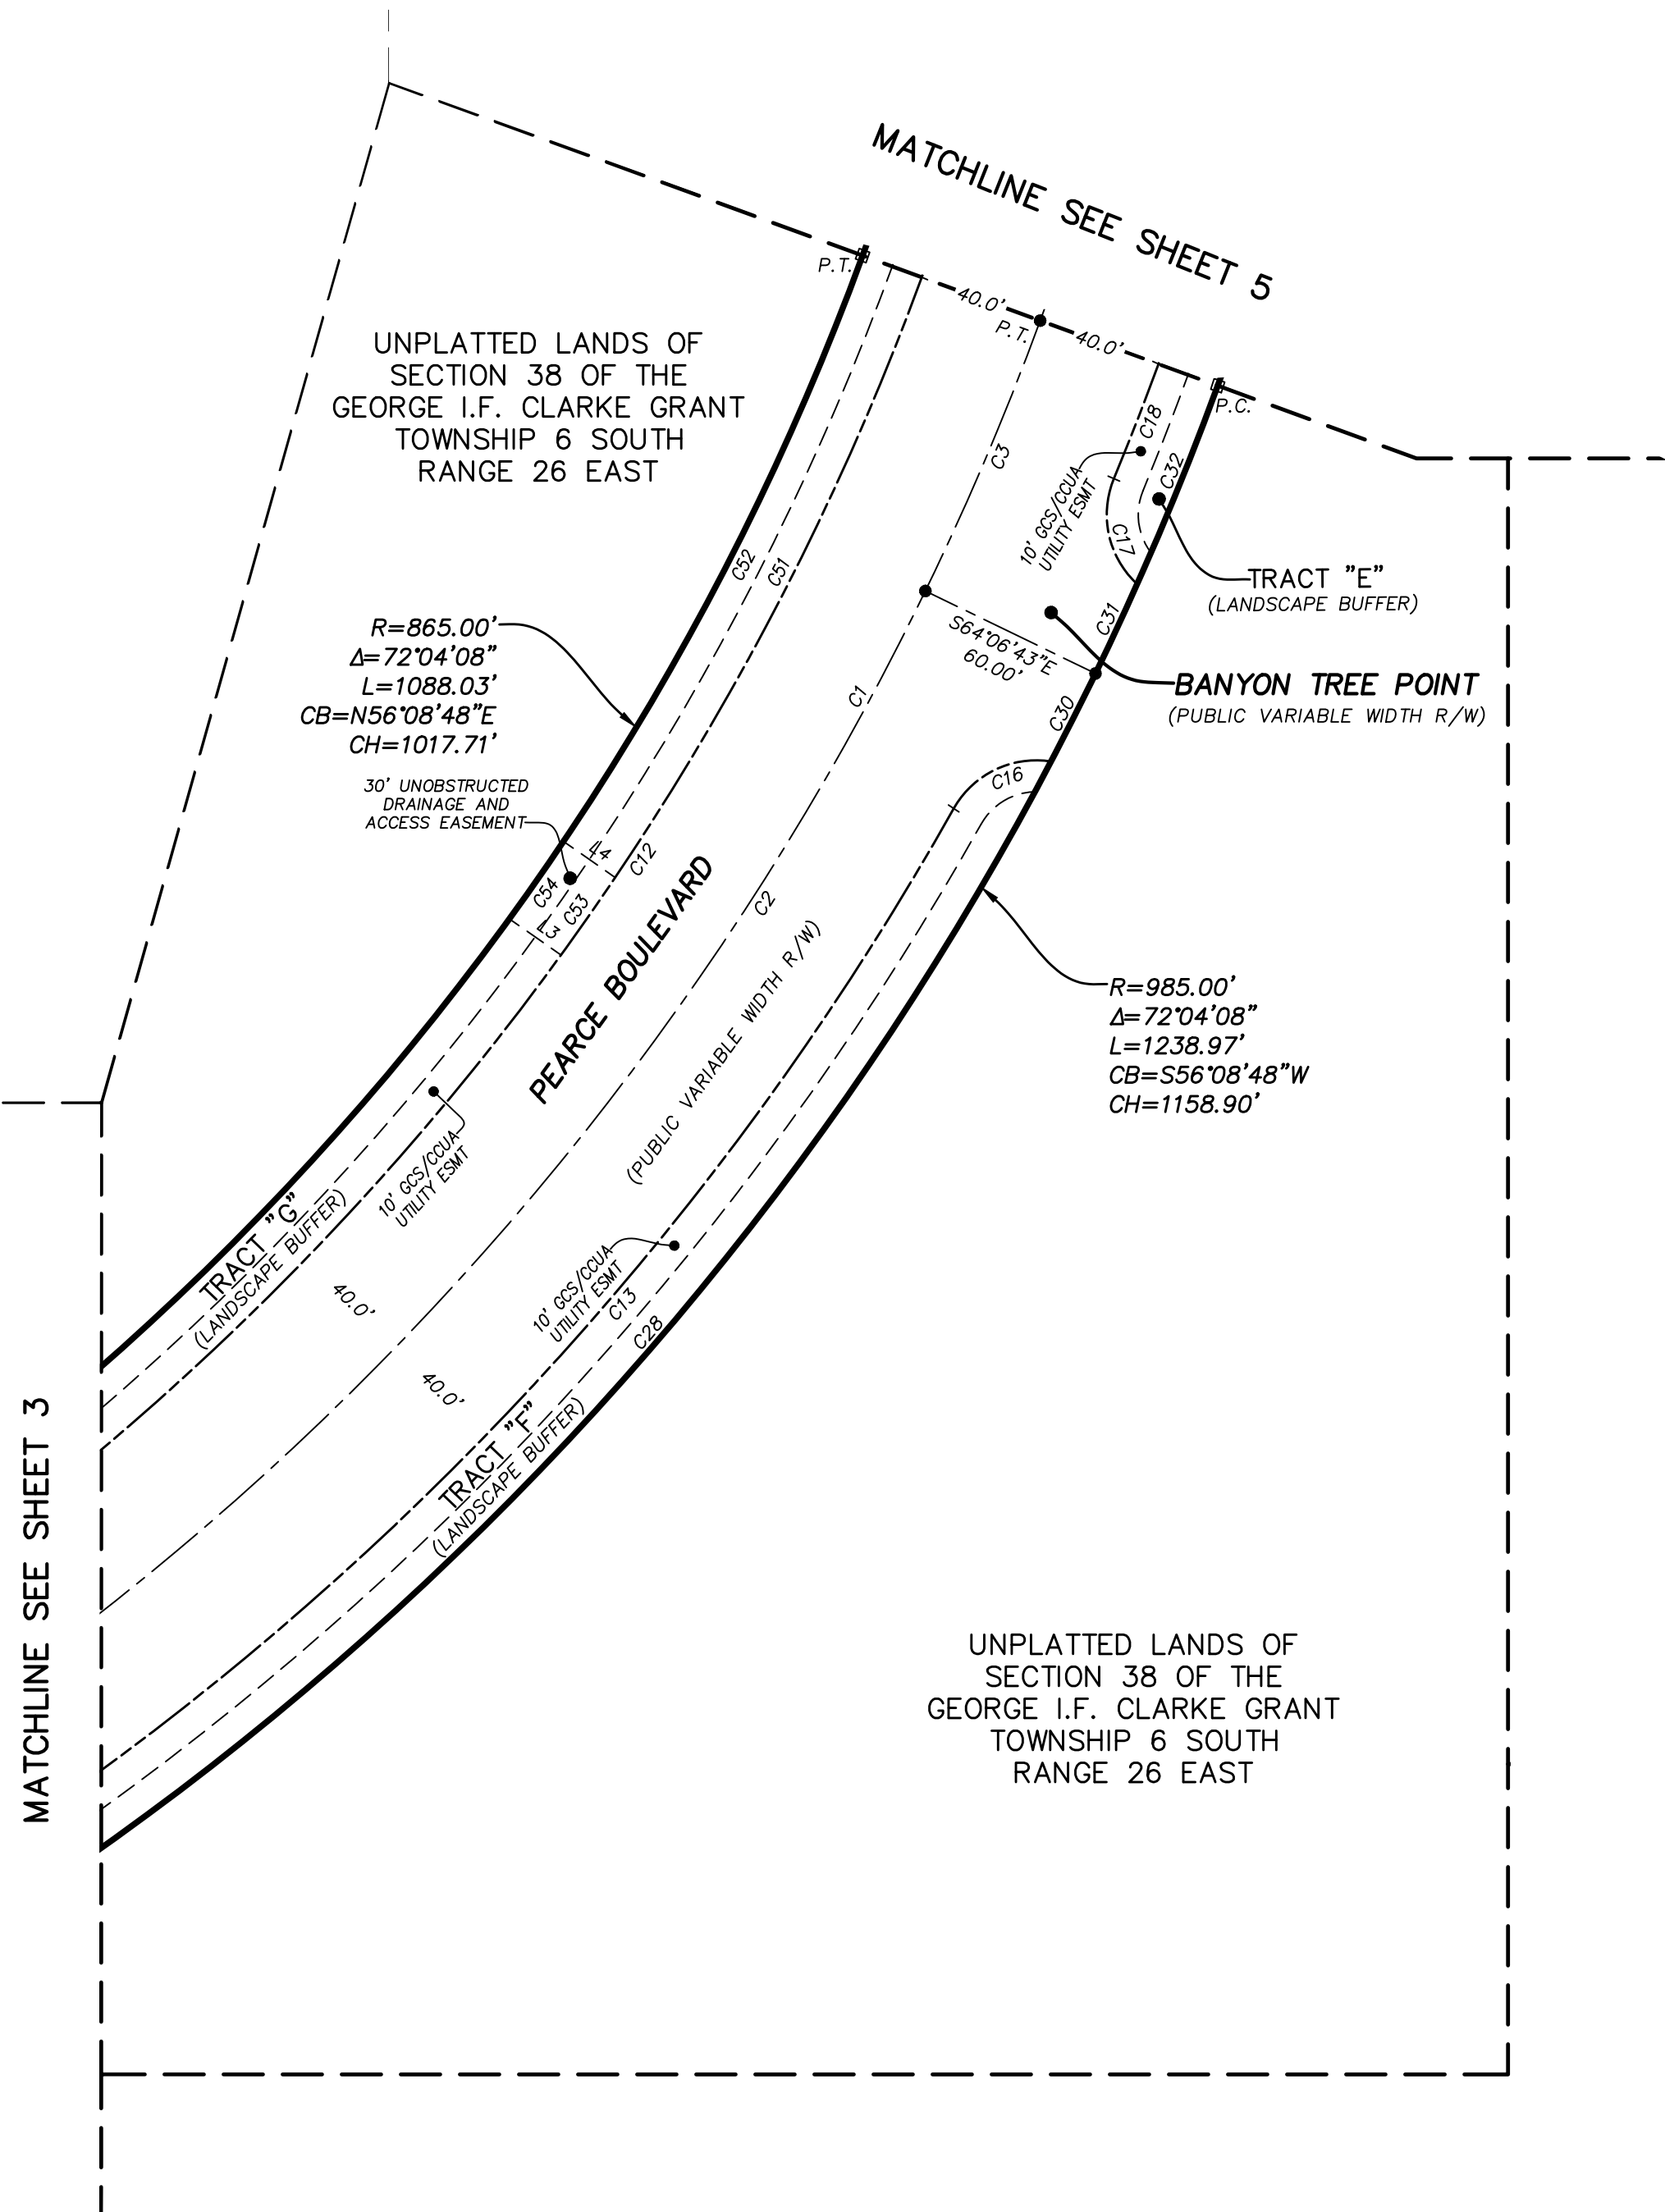 MATCHLINE SEE SHEET 5
P.T.
40.0'
P.T.
40.0'
P.C.
UNPLATTED LANDS OF
SECTION 38 OF THE
GEORGE I.F. CLARKE GRANT
TOWNSHIP 6 SOUTH
RANGE 26 EAST
C18
C3
C32
10' GCS/CCUA
UTILITY ESMT
C17
C52
C51
TRACT "E"
(LANDSCAPE BUFFER)
C31
S64°06'43"E
60.00'
R=865.00'
Δ=72°04'08"
L=1088.03'
CB=N56°08'48"E
CH=1017.71'
BANYON TREE POINT
(PUBLIC VARIABLE WIDTH R/W)
C1
C30
C16
30' UNOBSTRUCTED
DRAINAGE AND
ACCESS EASEMENT
L4
C12
C54
C53
L3
C2
PEARCE BOULEVARD
(PUBLIC VARIABLE WIDTH R/W)
R=985.00'
Δ=72°04'08"
L=1238.97'
CB=S56°08'48"W
CH=1158.90'
10' GCS/CCUA
UTILITY ESMT
TRACT "G"
(LANDSCAPE BUFFER)
40.0'
10' GCS/CCUA
UTILITY ESMT
C13
C28
40.0'
TRACT "F"
(LANDSCAPE BUFFER)
MATCHLINE SEE SHEET 3
UNPLATTED LANDS OF
SECTION 38 OF THE
GEORGE I.F. CLARKE GRANT
TOWNSHIP 6 SOUTH
RANGE 26 EAST